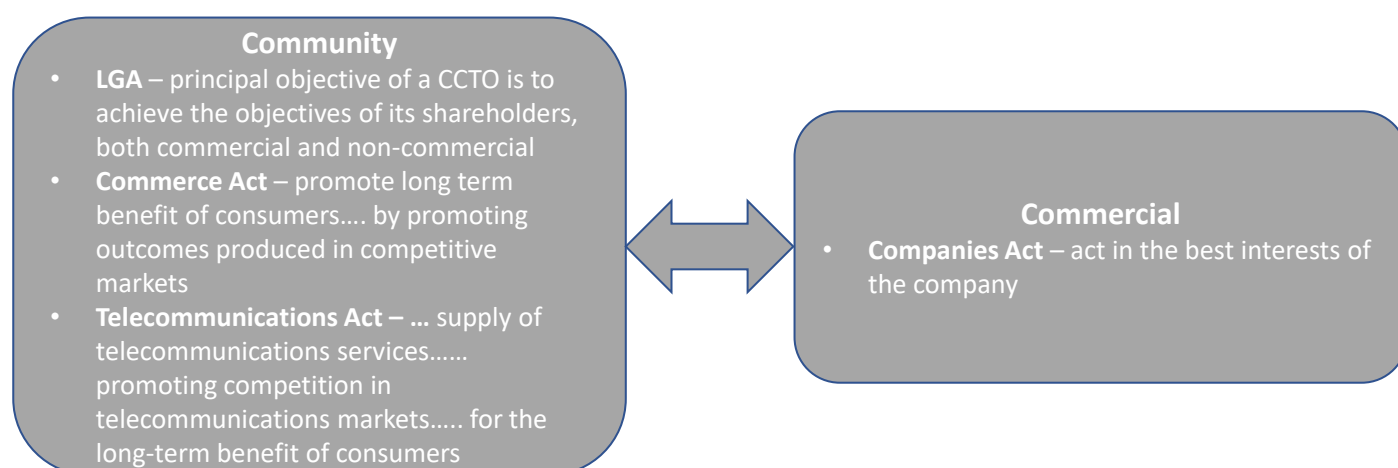 Community
• LGA – principal objective of a CCTO is to
achieve the objectives of its shareholders,
both commercial and non-commercial
• Commerce Act – promote long term
benefit of consumers…. by promoting
outcomes produced in competitive
markets
• Telecommunications Act – … supply of
telecommunications services……
promoting competition in
telecommunications markets….. for the
long-term benefit of consumers
Commercial
• Companies Act – act in the best interests of
the company